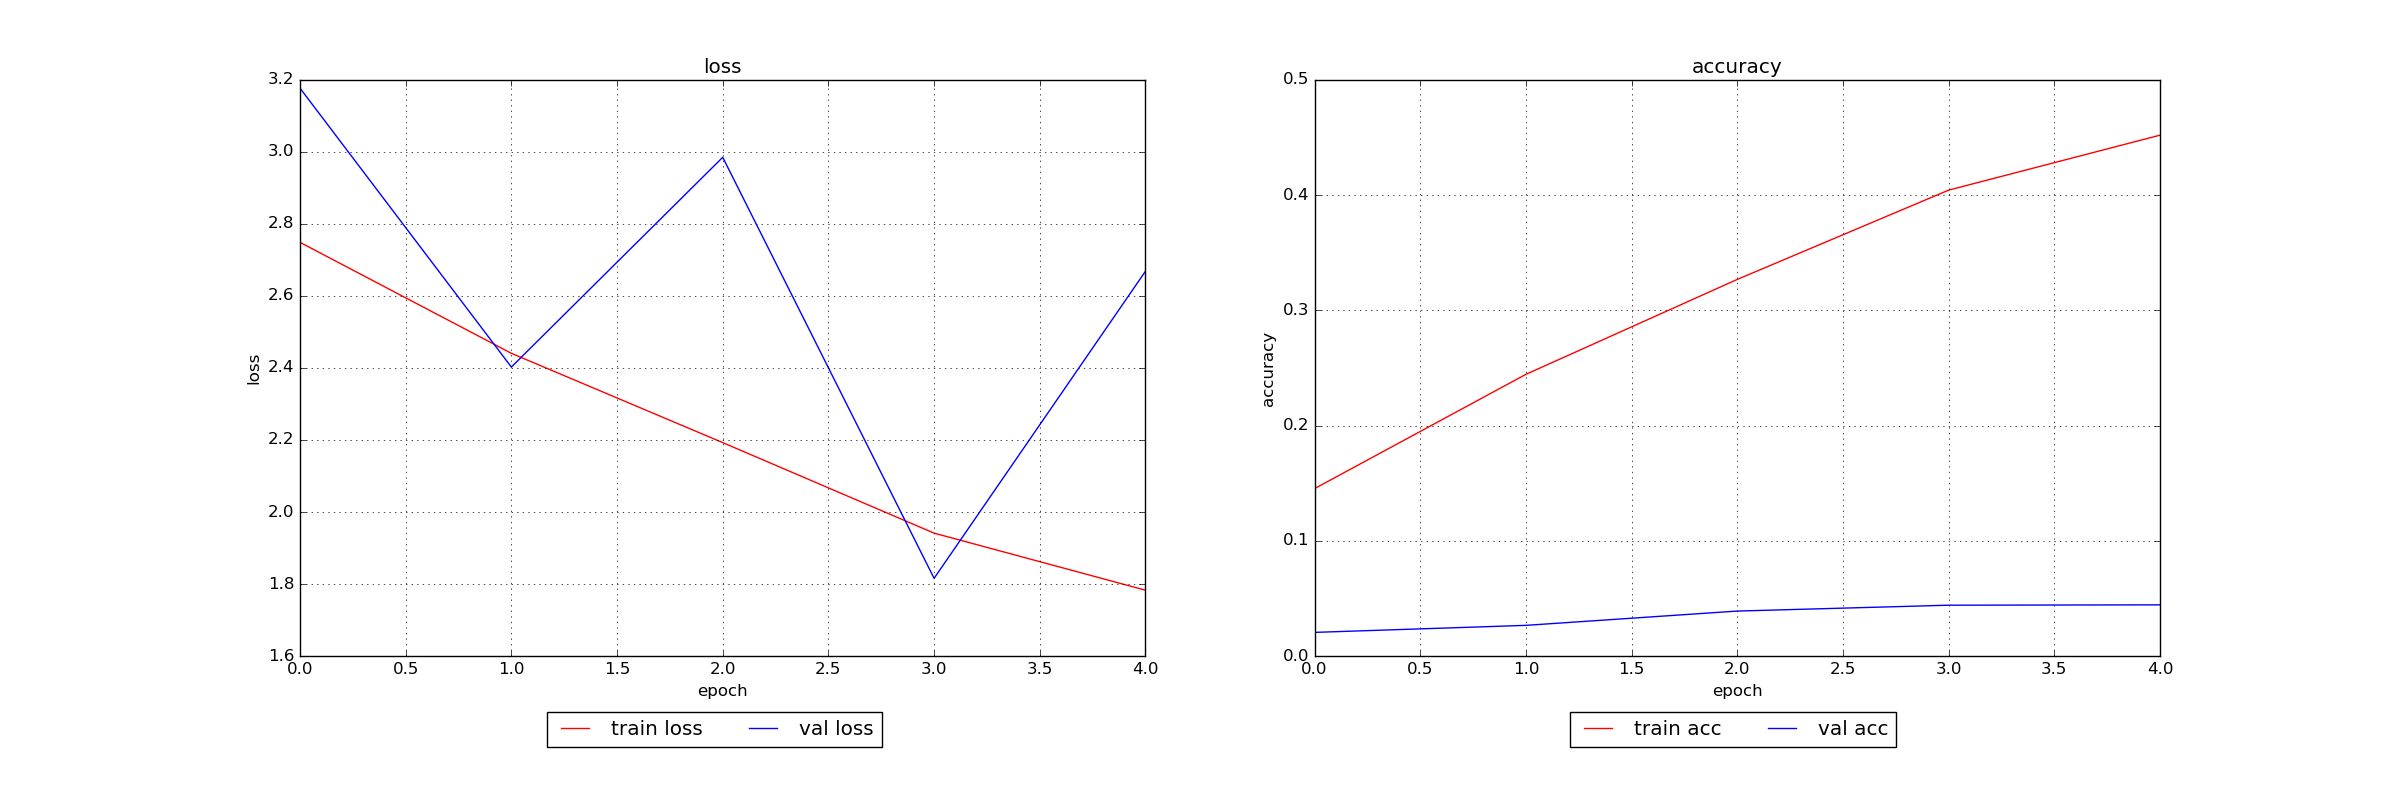 loss
3.2
3.0
2.8
2.6
2.4
2.2
2.0
1.8
1.6
loss
0.0 0.5 1.0 1.5 2.0 2.5 3.0 3.5 4.0
epoch
train loss val loss
accuracy
0.5
0.4
0.3
0.2
0.1
0.0
accuracy
0.0 0.5 1.0 1.5 2.0 2.5 3.0 3.5 4.0
epoch
train acc val acc